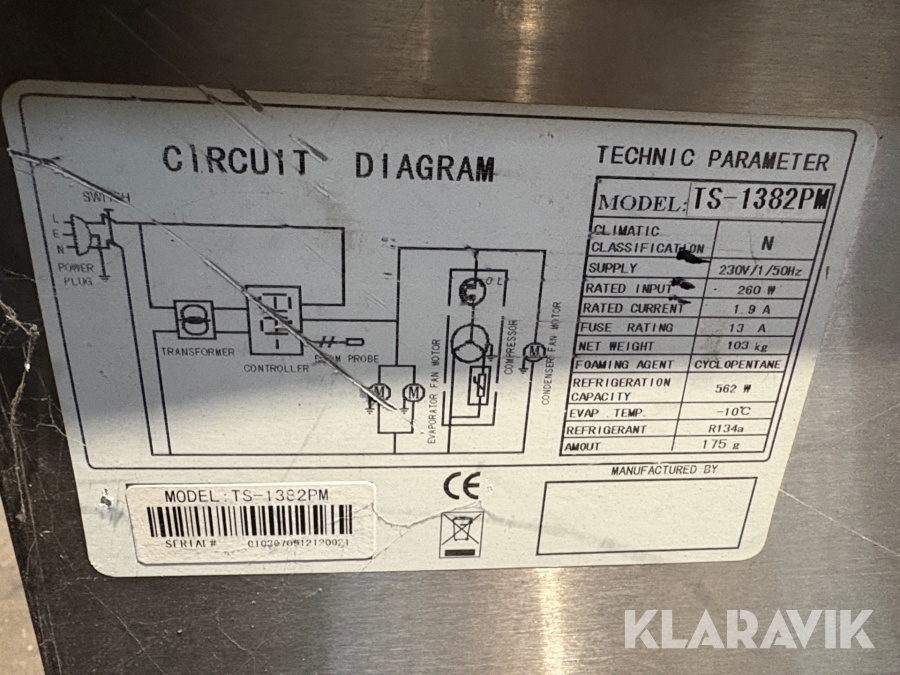 CIRCUIT DIAGRAM
SWITCH
L
E
N
POWER
PLUG
TRANSFORMER
CONTROLLER
PROBE
M
M
EVAPORATOR FAN MOTOR
COMPRESSOR
M
CONDENSER FAN MOTOR
TECHNIC PARAMETER
MODEL: TS-1382PM
CLIMATIC
CLASSIFICATION N
SUPPLY 230V/1/50Hz
RATED INPUT 260 W
RATED CURRENT 1.9 A
FUSE RATING 13 A
NET WEIGHT 103 kg
FOAMING AGENT CYCLOPENTANE
REFRIGERATION
CAPACITY 562 W
EVAP .TEMP. -10℃
REFRIGERANT R134a
AMOUT 175 g
MANUFACTURED BY
MODEL:TS-1382PM
SERIAL#
CE
KLARAVIK